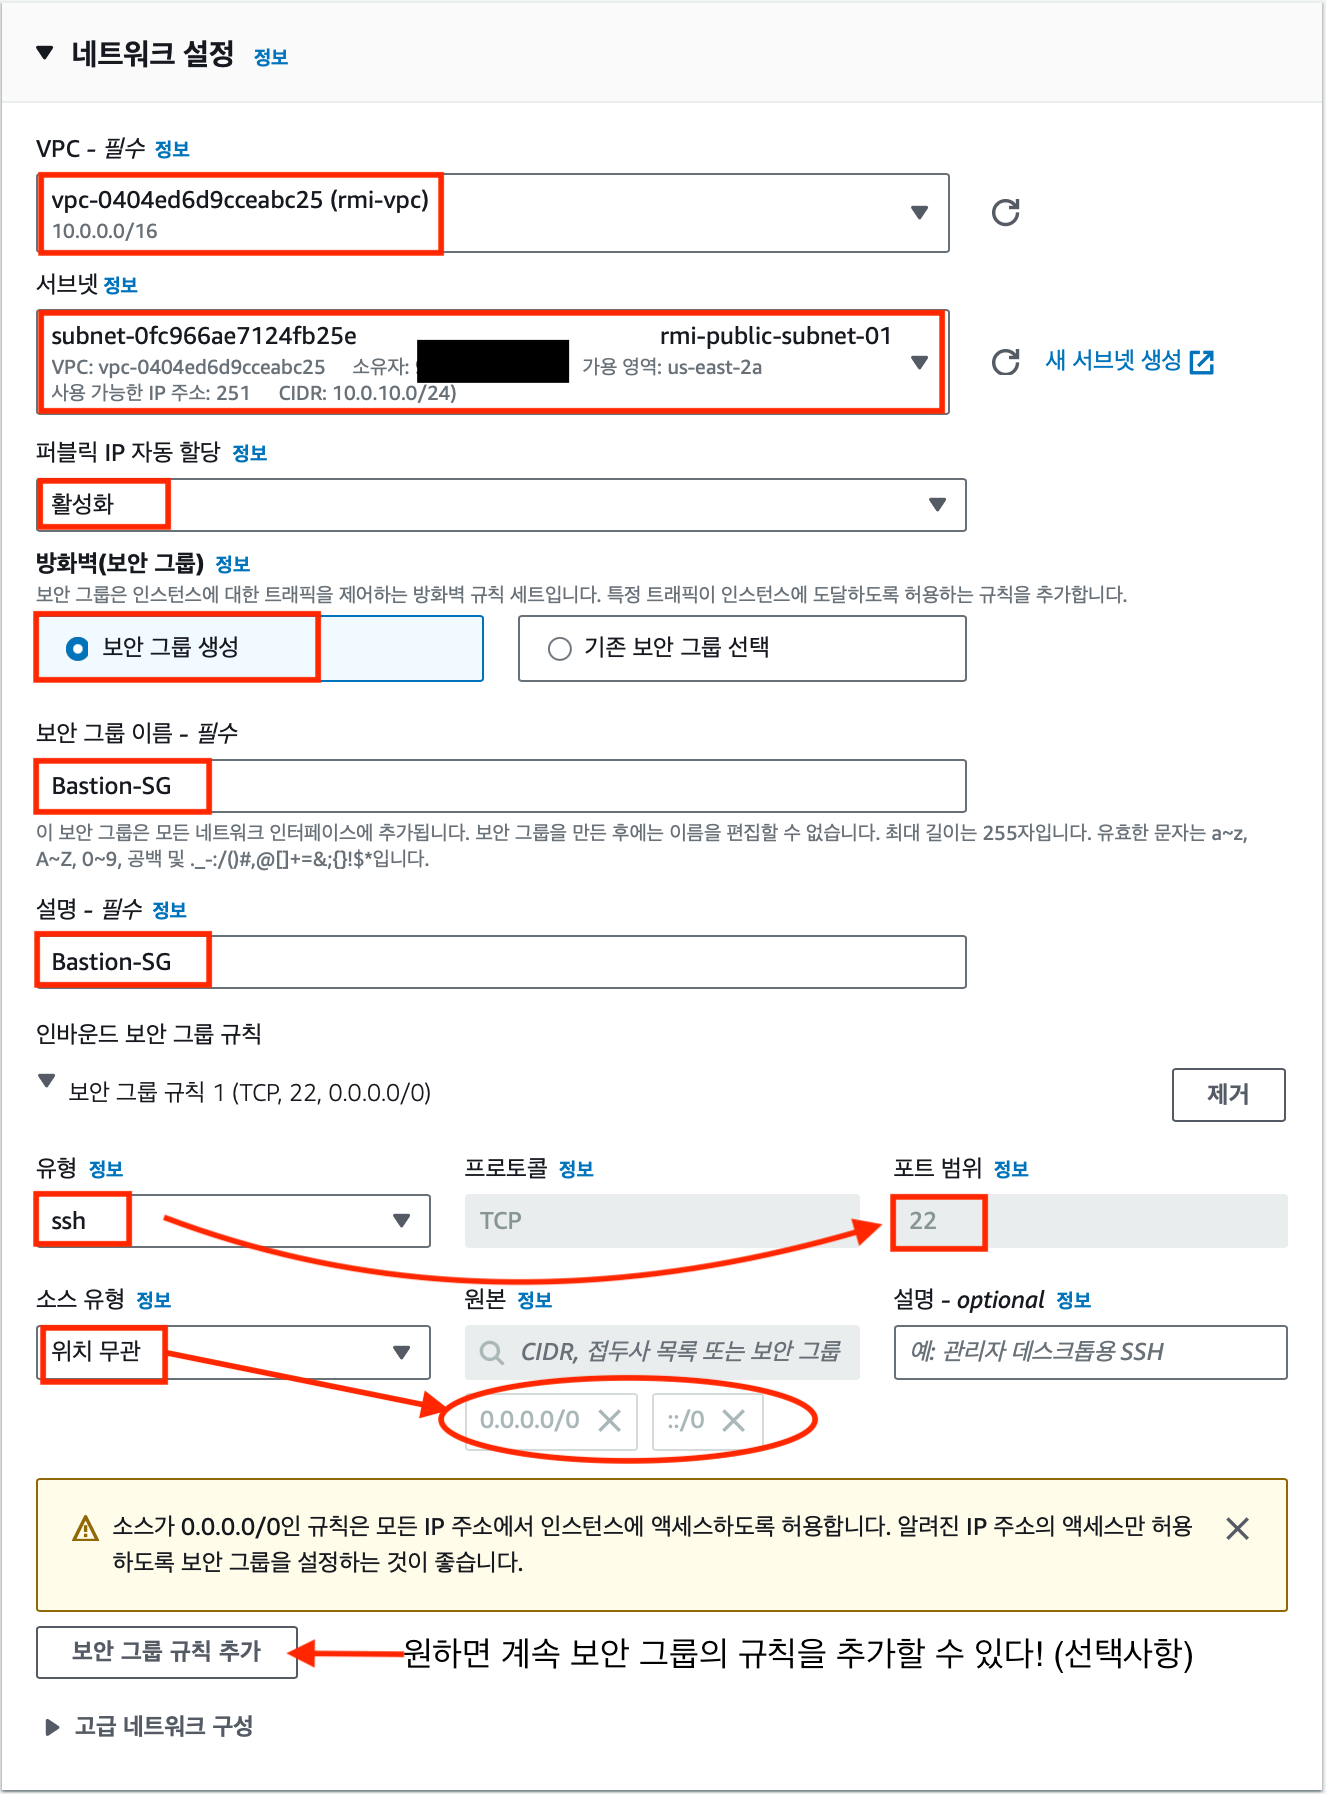 네트워크 설정 정보
VPC - 필수 정보
vpc-0404ed6d9cceabc25 (rmi-vpc)
10.0.0.0/16
서브넷 정보
subnet-0fc966ae7124fb25e rmi-public-subnet-01
VPC: vpc-0404ed6d9cceabc25 소유자: 가용 영역: us-east-2a
사용 가능한 IP 주소: 251 CIDR: 10.0.10.0/24)
새 서브넷 생성
퍼블릭 IP 자동 할당 정보
활성화
방화벽(보안 그룹) 정보
보안 그룹은 인스턴스에 대한 트래픽을 제어하는 방화벽 규칙 세트입니다. 특정 트래픽이 인스턴스에 도달하도록 허용하는 규칙을 추가합니다.
보안 그룹 생성 기존 보안 그룹 선택
보안 그룹 이름 - 필수
Bastion-SG
이 보안 그룹은 모든 네트워크 인터페이스에 추가됩니다. 보안 그룹을 만든 후에는 이름을 편집할 수 없습니다. 최대 길이는 255자입니다. 유효한 문자는 a~z,
A~Z, 0~9, 공백 및 ._-:/()#,@[]+=&;{}!$*입니다.
설명 - 필수 정보
Bastion-SG
인바운드 보안 그룹 규칙
보안 그룹 규칙 1 (TCP, 22, 0.0.0.0/0)
제거
유형 정보 프로토콜 정보 포트 범위 정보
ssh TCP 22
소스 유형 정보 원본 정보 설명 - optional 정보
위치 무관 CIDR, 접두사 목록 또는 보안 그룹 예: 관리자 데스크톱용 SSH
0.0.0.0/0 ::/0
소스가 0.0.0.0/0인 규칙은 모든 IP 주소에서 인스턴스에 액세스하도록 허용합니다. 알려진 IP 주소의 액세스만 허용
하도록 보안 그룹을 설정하는 것이 좋습니다.
보안 그룹 규칙 추가 원하면 계속 보안 그룹의 규칙을 추가할 수 있다! (선택사항)
고급 네트워크 구성